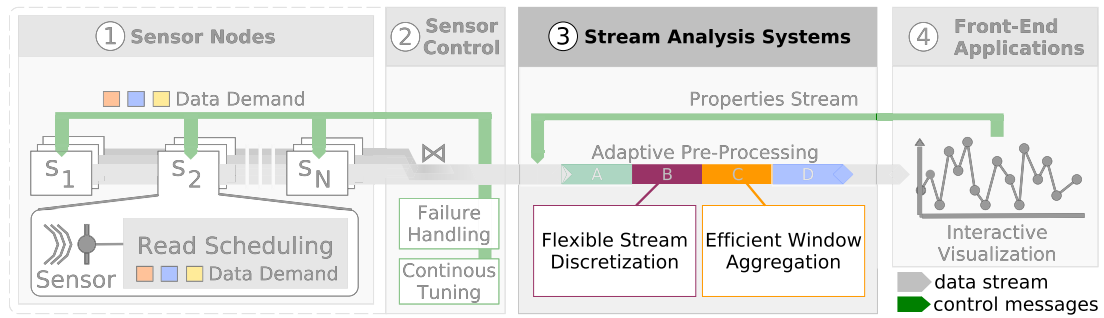 1 Sensor Nodes
2 Sensor
Control
3 Stream Analysis Systems
4 Front-End
Applications
Data Demand
Properties Stream
S1
S2
SN
⋈
Adaptive Pre-Processing
A B C D
Failure
Handling
Flexible Stream
Discretization
Efficient Window
Aggregation
Interactive
Visualization
Read Scheduling
Sensor
Data Demand
Continous
Tuning
data stream
control messages